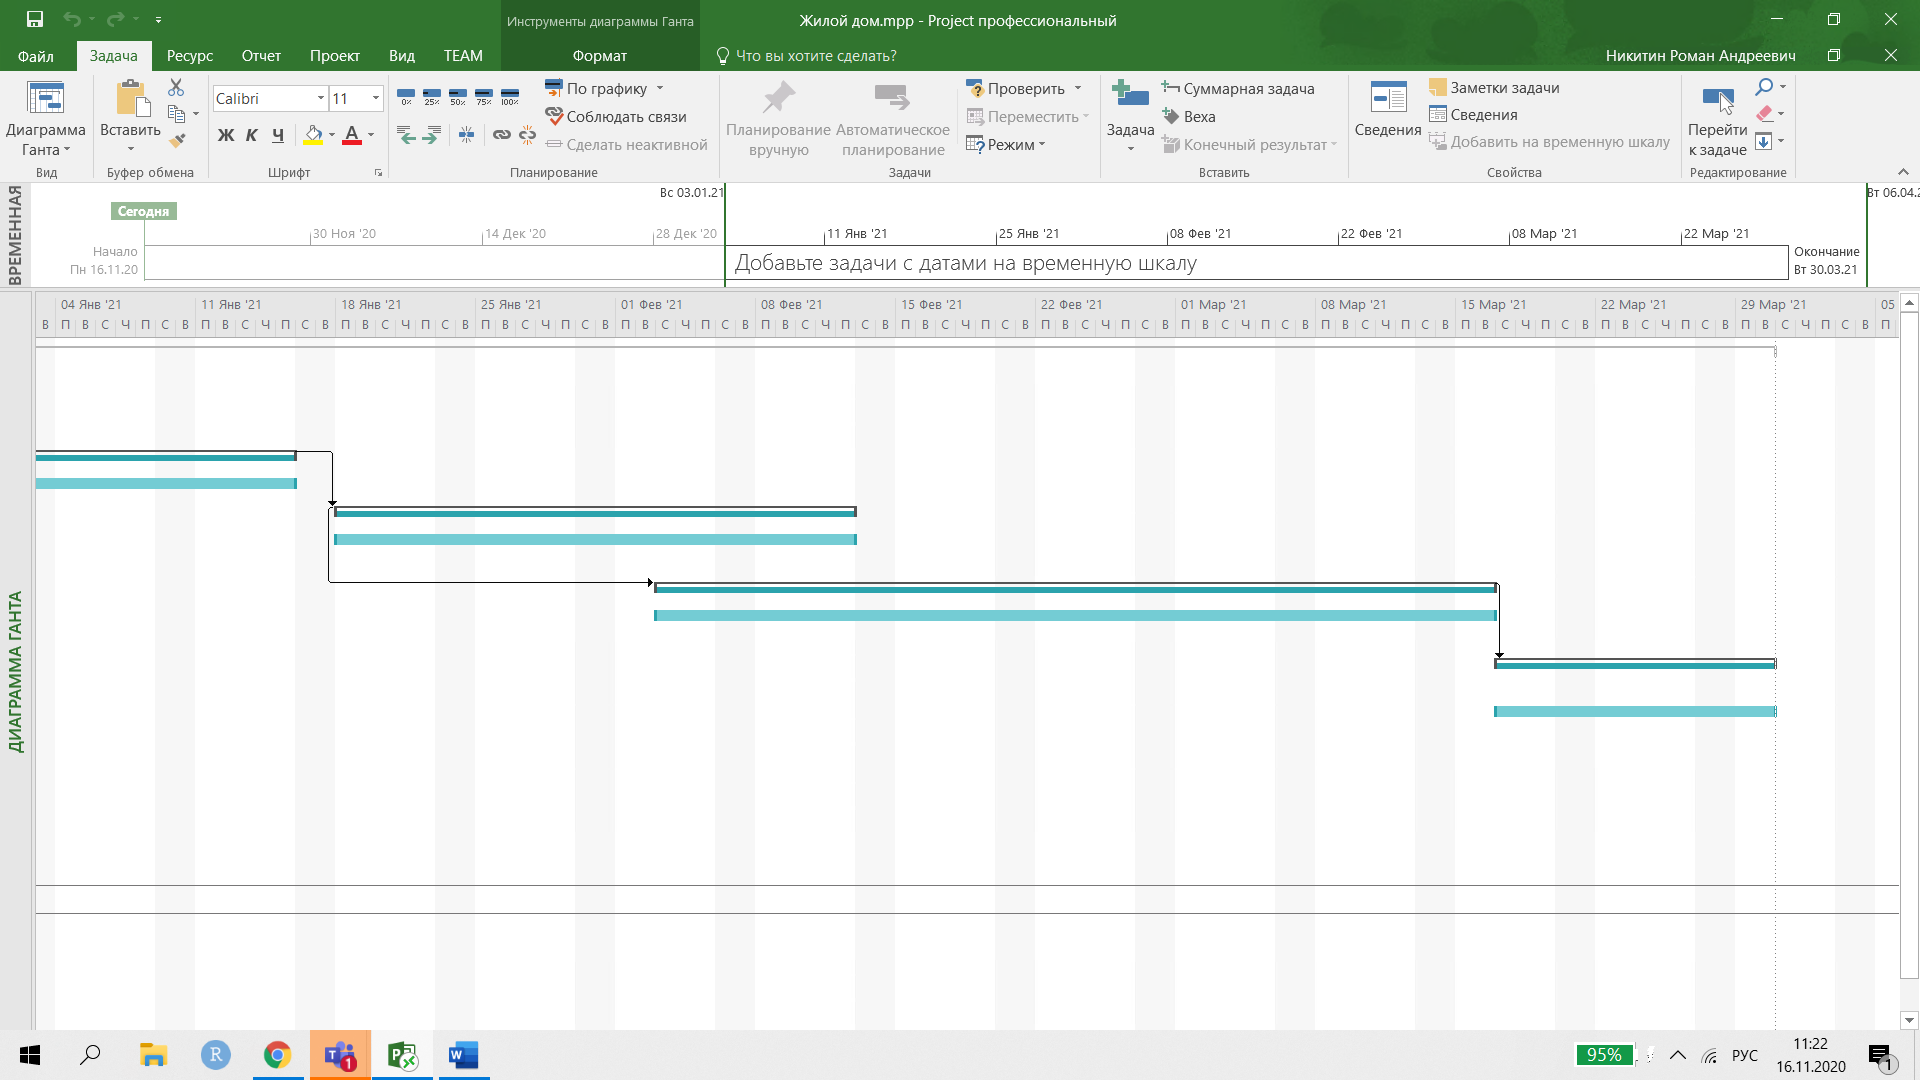 Инструменты диаграммы Ганта
Жилой дом.mpp - Project профессиональный
Файл Задача Ресурс Отчет Проект Вид TEAM Формат Что вы хотите сделать? Никитин Роман Андреевич
Диаграмма Ганта
Вид
Вставить
Буфер обмена
Calibri 11
Ж К Ч А
Шрифт
0% 25% 50% 75% 100%
По графику
Соблюдать связи
Сделать неактивной
Планирование
Планирование вручную
Автоматическое планирование
Проверить
Переместить
Режим
Задачи
Задача
Суммарная задача
Веха
Конечный результат
Вставить
Сведения
Заметки задачи
Сведения
Добавить на временную шкалу
Свойства
Перейти к задаче
Редактирование
ВРЕМЕННАЯ
Вс 03.01.21
Вт 06.04.2
Сегодня
30 Ноя '20 14 Дек '20 28 Дек '20 11 Янв '21 25 Янв '21 08 Фев '21 22 Фев '21 08 Мар '21 22 Мар '21
Начало
Пн 16.11.20
Добавьте задачи с датами на временную шкалу
Окончание
Вт 30.03.21
04 Янв '21 11 Янв '21 18 Янв '21 25 Янв '21 01 Фев '21 08 Фев '21 15 Фев '21 22 Фев '21 01 Мар '21 08 Мар '21 15 Мар '21 22 Мар '21 29 Мар '21 05
В П В С Ч П С В П В С Ч П С В П В С Ч П С В П В С Ч П С В П В С Ч П С В П В С Ч П С В П В С Ч П С В П В С Ч П С В П В С Ч П С В П В С Ч П С В П В С Ч П С В П В С Ч П С В П В С Ч П С В П
ДИАГРАММА ГАНТА
R
T
1
W
95%
РУС
11:22
16.11.2020
1